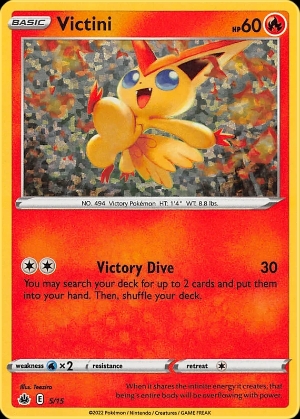 BASIC Victini HP60
NO. 494 Victory Pokémon HT: 1'4" WT: 8.8 lbs.
Victory Dive 30
You may search your deck for up to 2 cards and put them
into your hand. Then, shuffle your deck.
weakness ×2 resistance retreat
Illus. Teeziro
When it shares the infinite energy it creates, that
being's entire body will be overflowing with power.
E 5/15
©2022 Pokémon / Nintendo / Creatures / GAME FREAK